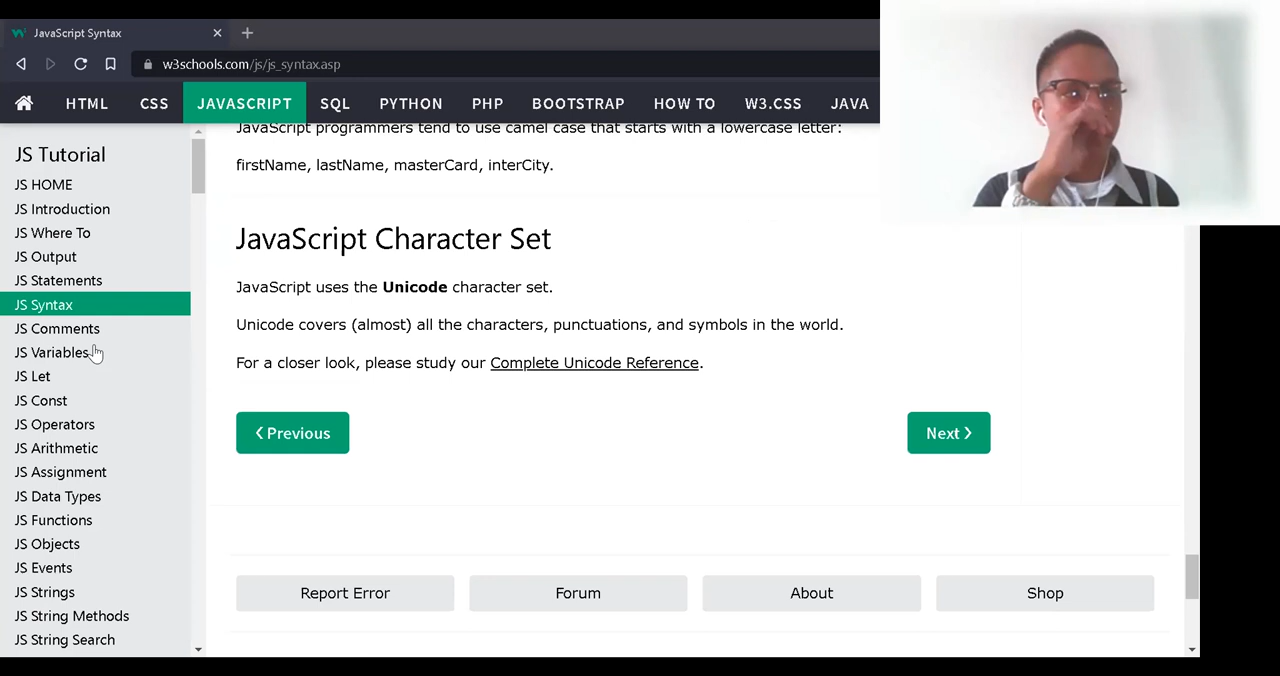 JavaScript Syntax
w3schools.com/js/js_syntax.asp
HTML CSS JAVASCRIPT SQL PYTHON PHP BOOTSTRAP HOW TO W3.CSS JAVA
JS Tutorial
JS HOME
JS Introduction
JS Where To
JS Output
JS Statements
JS Syntax
JS Comments
JS Variables
JS Let
JS Const
JS Operators
JS Arithmetic
JS Assignment
JS Data Types
JS Functions
JS Objects
JS Events
JS Strings
JS String Methods
JS String Search
JavaScript programmers tend to use camel case that starts with a lowercase letter:
firstName, lastName, masterCard, interCity.
JavaScript Character Set
JavaScript uses the Unicode character set.
Unicode covers (almost) all the characters, punctuations, and symbols in the world.
For a closer look, please study our Complete Unicode Reference.
❮ Previous
Next ❯
Report Error
Forum
About
Shop